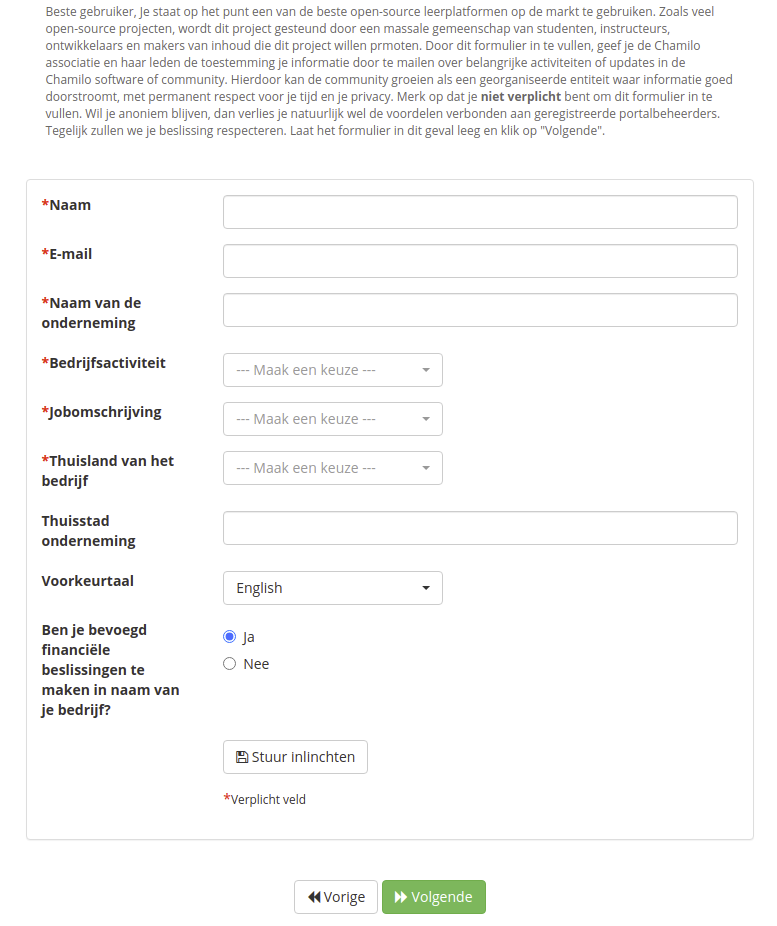 Beste gebruiker, Je staat op het punt een van de beste open-source leerplatformen op de markt te gebruiken. Zoals veel
open-source projecten, wordt dit project gesteund door een massale gemeenschap van studenten, instructeurs,
ontwikkelaars en makers van inhoud die dit project willen prmoten. Door dit formulier in te vullen, geef je de Chamilo
associatie en haar leden de toestemming je informatie door te mailen over belangrijke activiteiten of updates in de
Chamilo software of community. Hierdoor kan de community groeien als een georganiseerde entiteit waar informatie goed
doorstroomt, met permanent respect voor je tijd en je privacy. Merk op dat je niet verplicht bent om dit formulier in te
vullen. Wil je anoniem blijven, dan verlies je natuurlijk wel de voordelen verbonden aan geregistreerde portalbeheerders.
Tegelijk zullen we je beslissing respecteren. Laat het formulier in dit geval leeg en klik op "Volgende".
*Naam
*E-mail
*Naam van de
onderneming
*Bedrijfsactiviteit
--- Maak een keuze ---
*Jobomschrijving
--- Maak een keuze ---
*Thuisland van het
bedrijf
--- Maak een keuze ---
Thuisstad
onderneming
Voorkeurtaal
English
Ben je bevoegd
financiële
beslissingen te
maken in naam van
je bedrijf?
Ja
Nee
Stuur inlinchten
*Verplicht veld
Vorige
Volgende